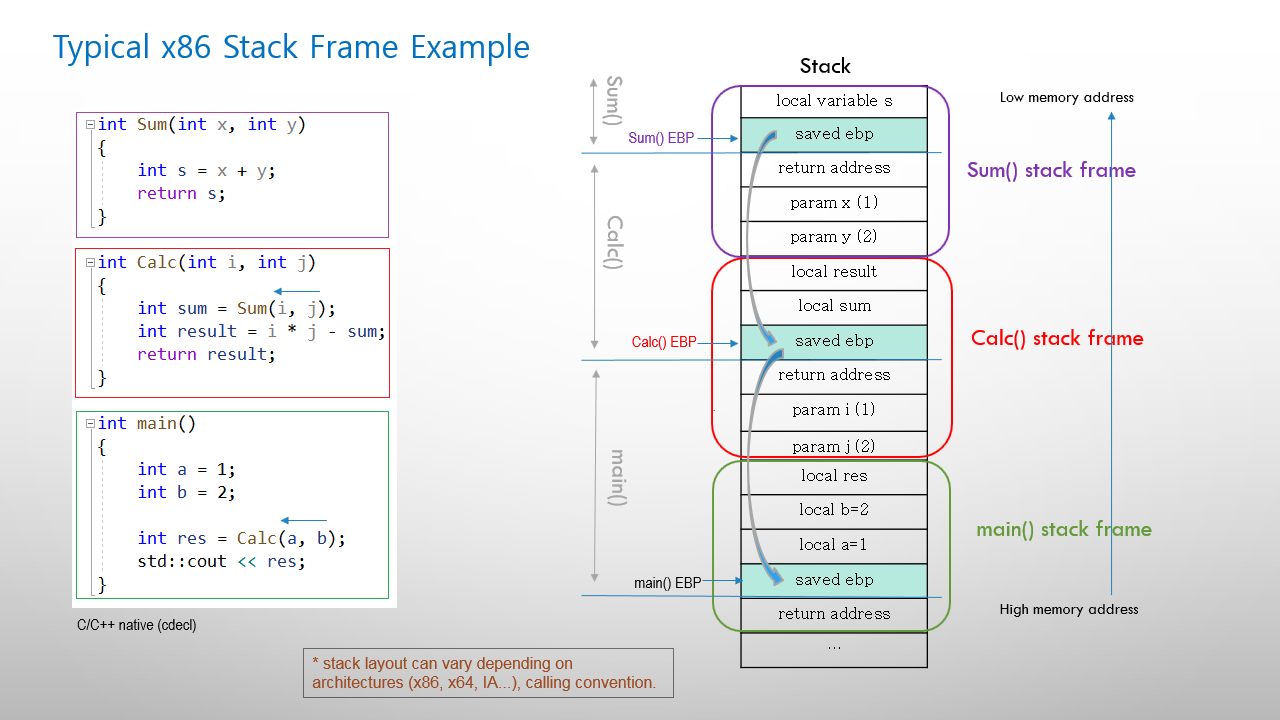 Typical x86 Stack Frame Example
int Sum(int x, int y)
{
int s = x + y;
return s;
}
int Calc(int i, int j)
{
int sum = Sum(i, j);
int result = i * j - sum;
return result;
}
int main()
{
int a = 1;
int b = 2;
int res = Calc(a, b);
std::cout << res;
}
C/C++ native (cdecl)
* stack layout can vary depending on
architectures (x86, x64, IA...), calling convention.
Sum()
Calc()
main()
Sum() EBP
Calc() EBP
main() EBP
Stack
local variable s
saved ebp
return address
param x (1)
param y (2)
local result
local sum
saved ebp
return address
param i (1)
param j (2)
local res
local b=2
local a=1
saved ebp
return address
...
Low memory address
Sum() stack frame
Calc() stack frame
main() stack frame
High memory address